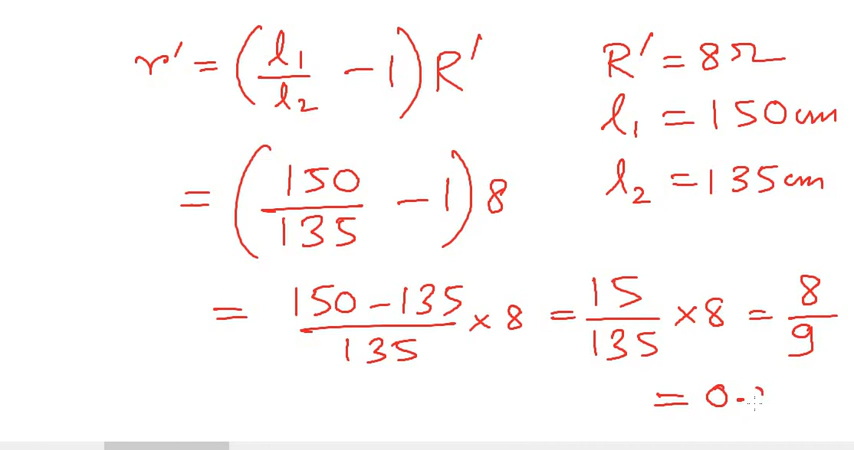 r' = (l₁/l₂ - 1) R'
R' = 8Ω
l₁ = 150 cm
l₂ = 135 cm
= (150/135 - 1) 8
= 150 - 135/135 × 8 = 15/135 × 8 = 8/9
= 0.